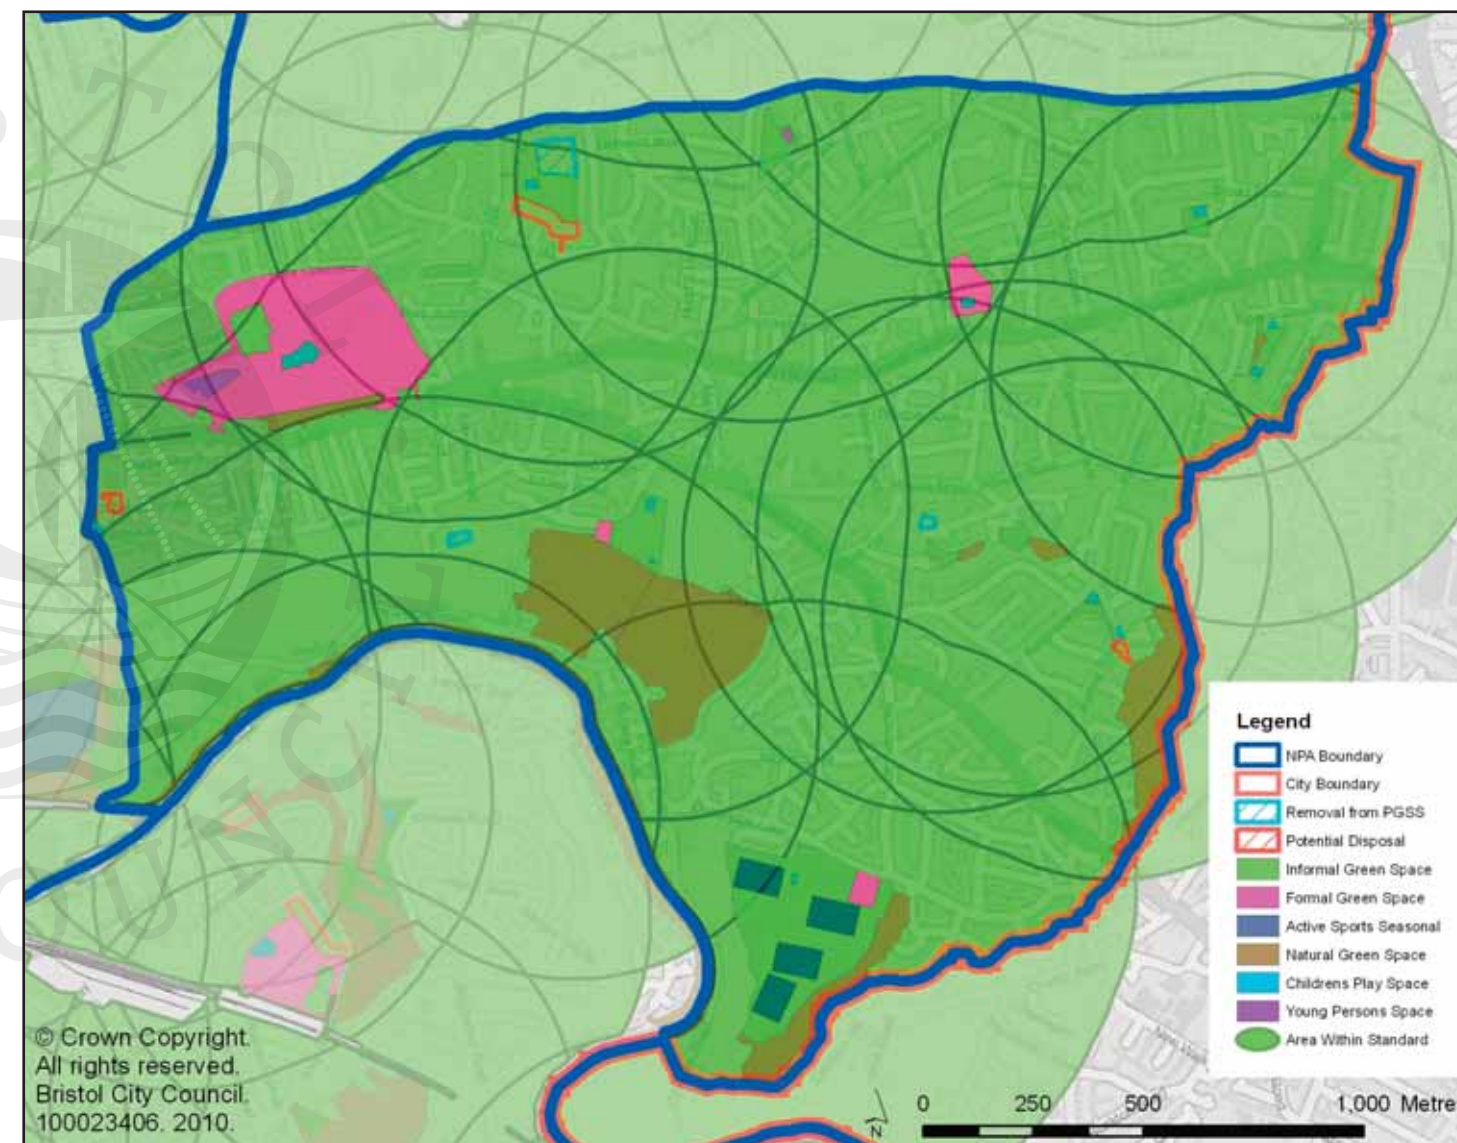 Legend
NPA Boundary
City Boundary
Removal from PGSS
Potential Disposal
Informal Green Space
Formal Green Space
Active Sports Seasonal
Natural Green Space
Childrens Play Space
Young Persons Space
Area Within Standard
© Crown Copyright.
All rights reserved.
Bristol City Council.
100023406. 2010.
N
0 250 500 1,000 Metre